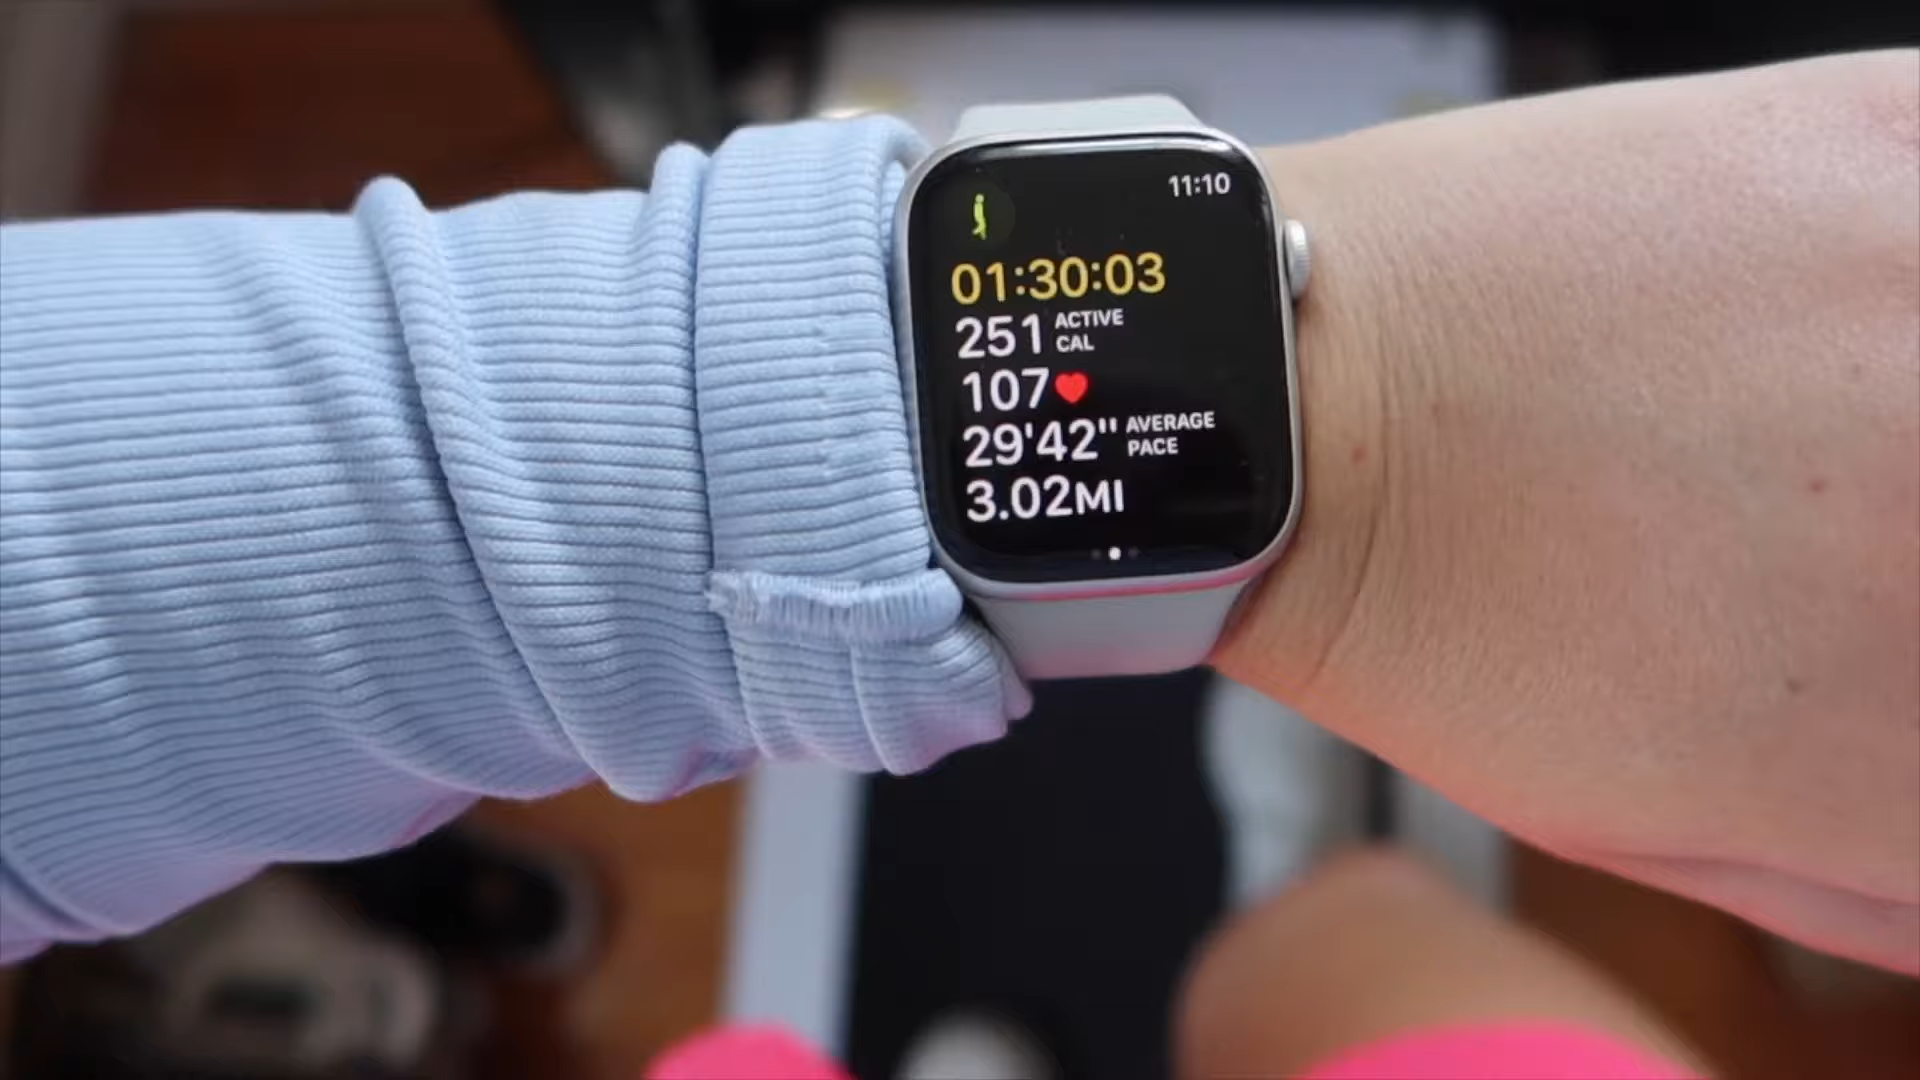 11:10
01:30:03
251 ACTIVE CAL
107
29'42" AVERAGE PACE
3.02MI